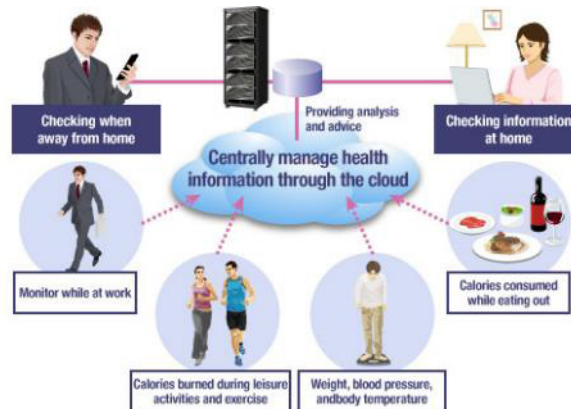 Checking when
away from home
Providing analysis
and advice
Checking information
at home
Centrally manage health
information through the cloud
Monitor while at work
Calories burned during leisure
activities and exercise
Weight, blood pressure,
andbody temperature
Calories consumed
while eating out